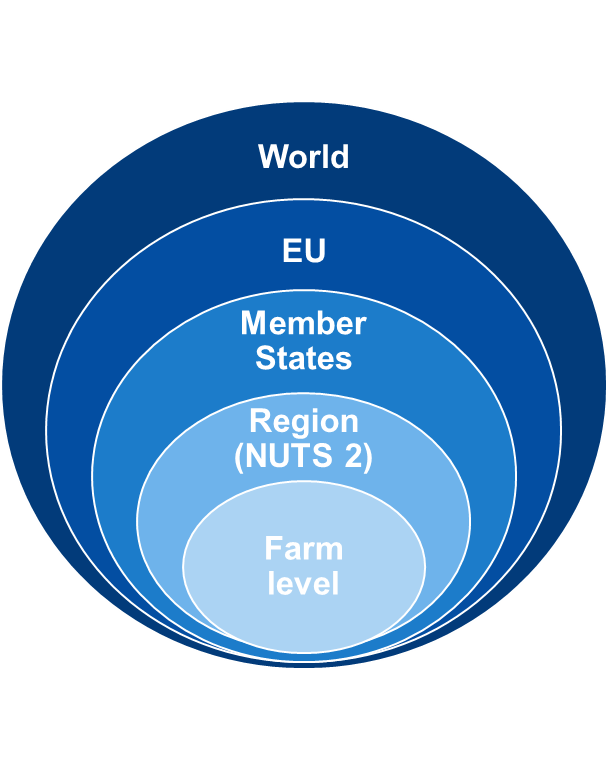 World
EU
Member
States
Region
(NUTS 2)
Farm
level